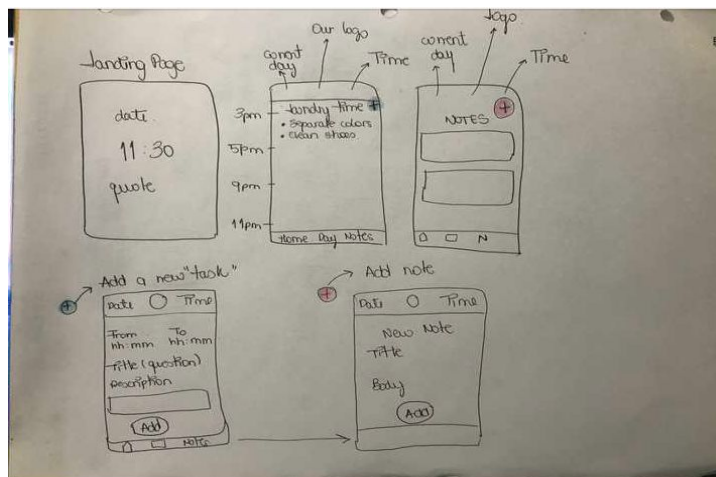 Landing Page
date
11:30
quote
Current day
Our logo
Time
3pm
5pm
9pm
11pm
Laundry Time +
• Separate colors
• Clean shoes
Home Day Notes
Current day
logo
Time
+
NOTES
N
+ Add a new "task"
Date Time
From To
hh:mm hh:mm
Title (question)
Description
Add
Notes
+ Add note
Date Time
New Note
Title
Body
Add